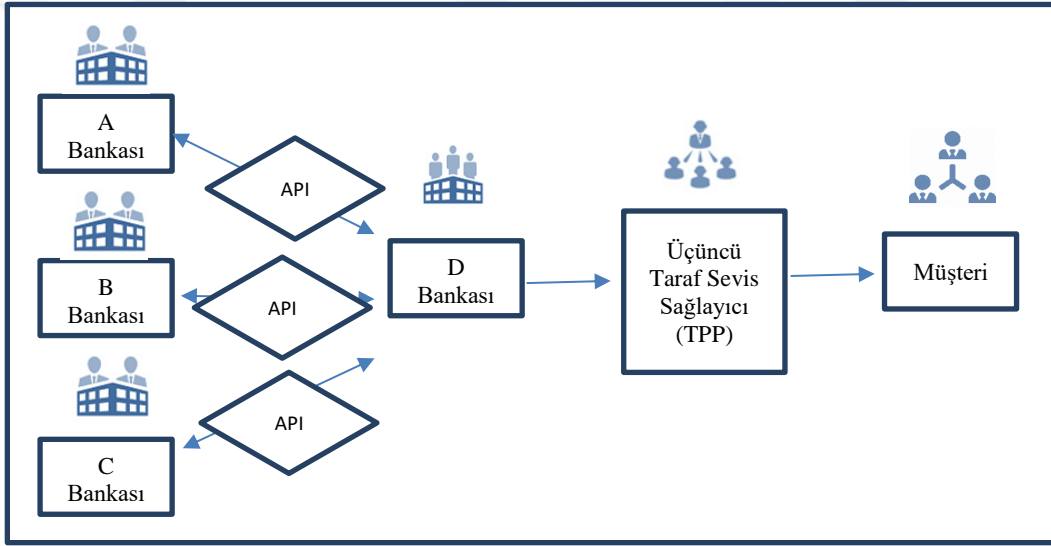 A
Bankası
API
B
Bankası
API
D
Bankası
Üçüncü
Taraf Sevis
Sağlayıcı
(TPP)
Müşteri
C
Bankası
API